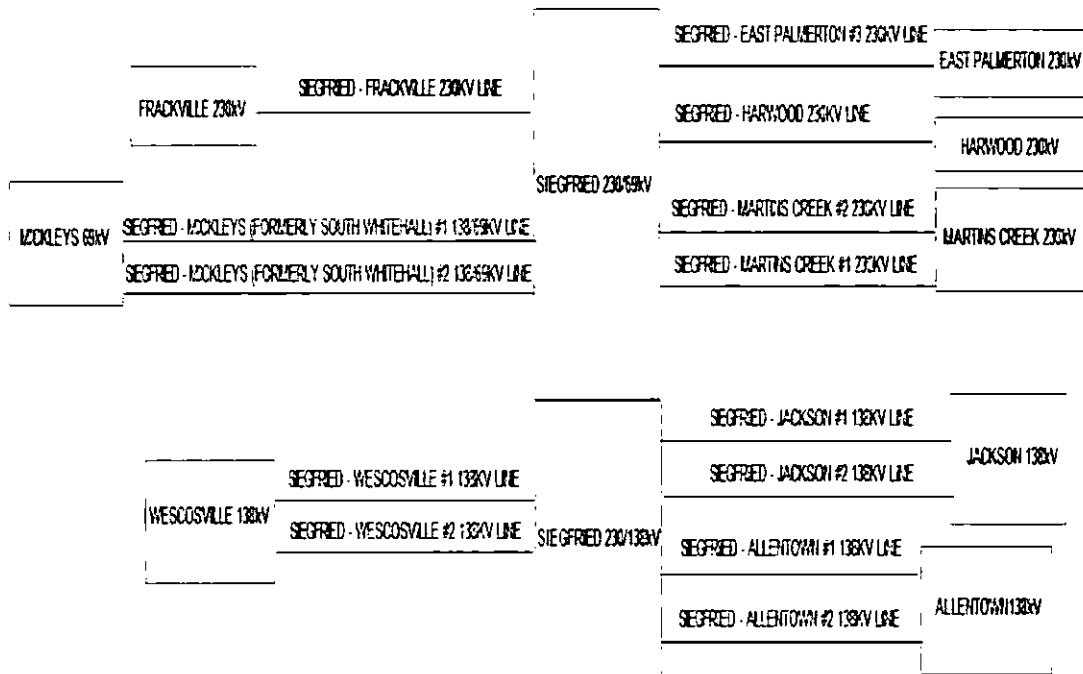 SIEGFRIED - EAST PALMERTON #3 230KV LINE
EAST PALMERTON 230kV
SIEGFRIED - FRACKVILLE 230KV LINE
FRACKVILLE 230kV
SIEGFRIED - HARWOOD 230KV LINE
HARWOOD 230kV
SIEGFRIED 230/69kV
SIEGFRIED - MARTINS CREEK #2 230KV LINE
MOCKLEYS 69kV
SIEGFRIED - MOCKLEYS (FORMERLY SOUTH WHITEHALL) #1 138/69KV LINE
MARTINS CREEK 230kV
SIEGFRIED - MOCKLEYS (FORMERLY SOUTH WHITEHALL) #2 138/69KV LINE
SIEGFRIED - MARTINS CREEK #1 230KV LINE
SIEGFRIED - JACKSON #1 138KV LINE
JACKSON 138kV
SIEGFRIED - JACKSON #2 138KV LINE
SIEGFRIED - WESCOSVILLE #1 138KV LINE
WESCOSVILLE 138kV
SIEGFRIED - WESCOSVILLE #2 138KV LINE
SIEGFRIED 230/138kV
SIEGFRIED - ALLENTOWN #1 138KV LINE
ALLENTOWN 138kV
SIEGFRIED - ALLENTOWN #2 138KV LINE